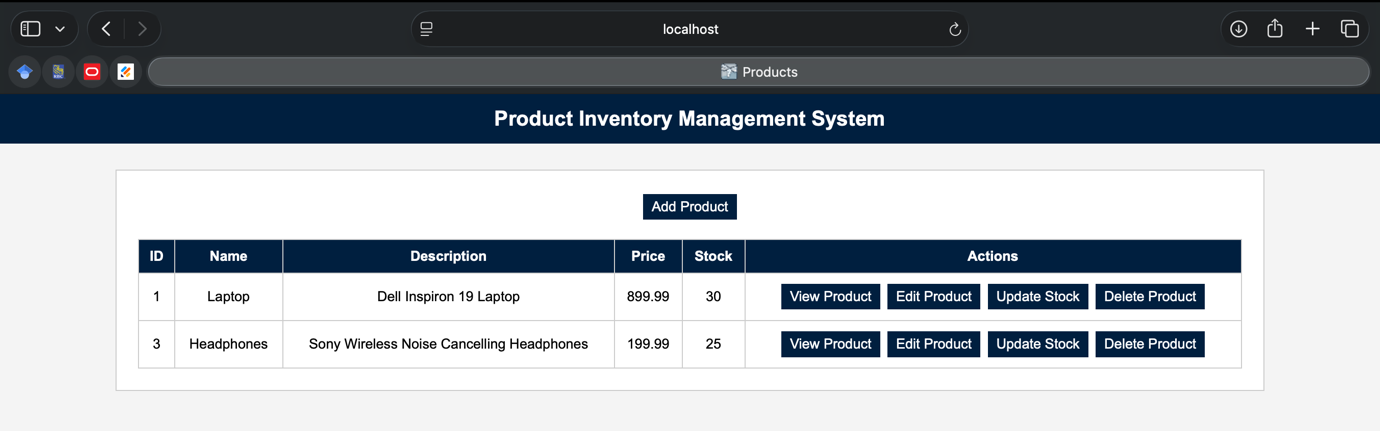 localhost
Products
Product Inventory Management System
Add Product
ID Name Description Price Stock Actions
1 Laptop Dell Inspiron 19 Laptop 899.99 30 View Product Edit Product Update Stock Delete Product
3 Headphones Sony Wireless Noise Cancelling Headphones 199.99 25 View Product Edit Product Update Stock Delete Product